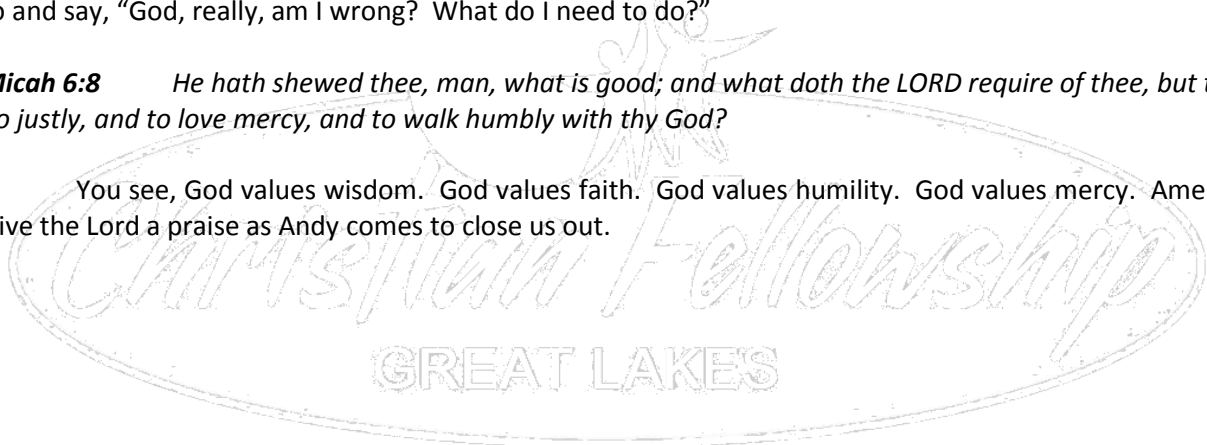 o and say, “God, really, am I wrong?  What do I need to do?”
Micah 6:8 He hath shewed thee, man, what is good; and what doth the LORD require of thee, but t
o justly, and to love mercy, and to walk humbly with thy God?
You see, God values wisdom.  God values faith.  God values humility.  God values mercy.  Ame
ive the Lord a praise as Andy comes to close us out.
Christian Fellowship
GREAT LAKES